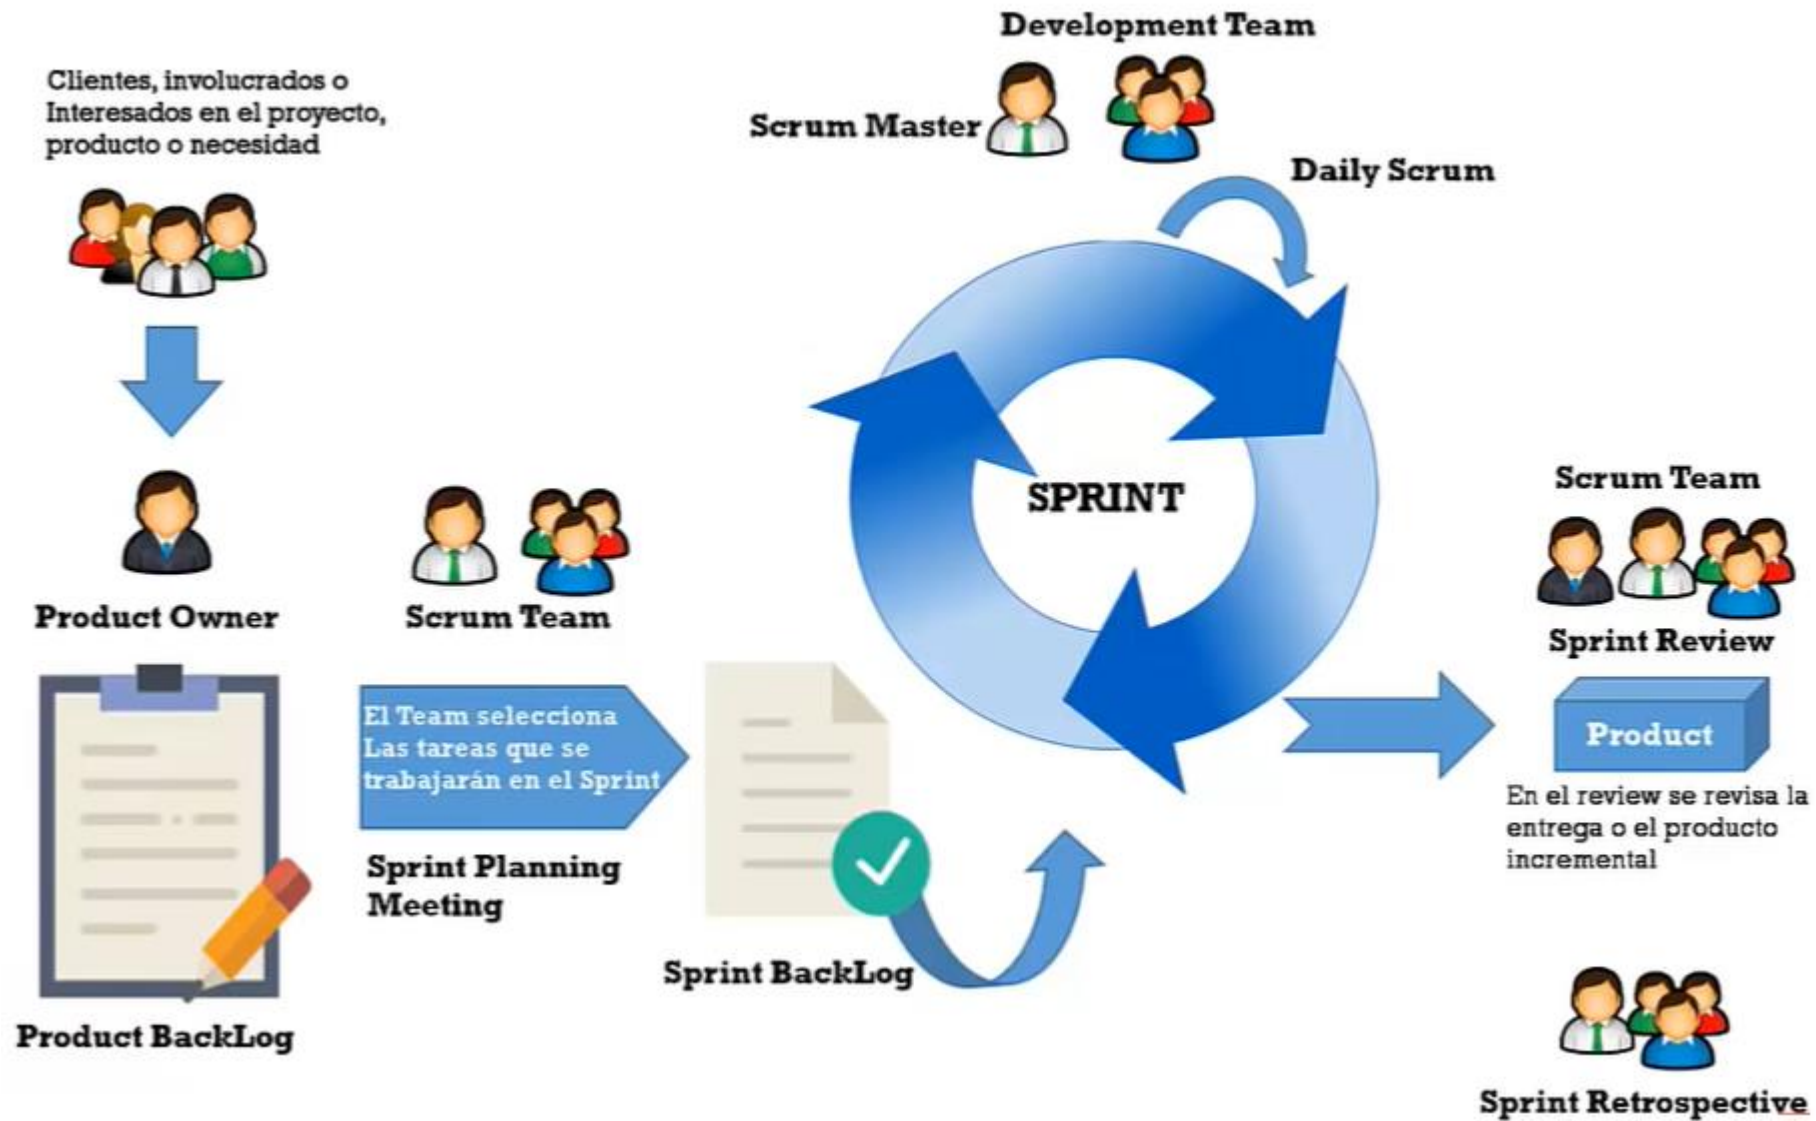 Clientes, involucrados o
Interesados en el proyecto,
producto o necesidad
Product Owner
Product BackLog
Scrum Team
El Team selecciona
Las tareas que se
trabajarán en el Sprint
Sprint Planning
Meeting
Sprint BackLog
Development Team
Scrum Master
Daily Scrum
SPRINT
Scrum Team
Sprint Review
Product
En el review se revisa la
entrega o el producto
incremental
Sprint Retrospective